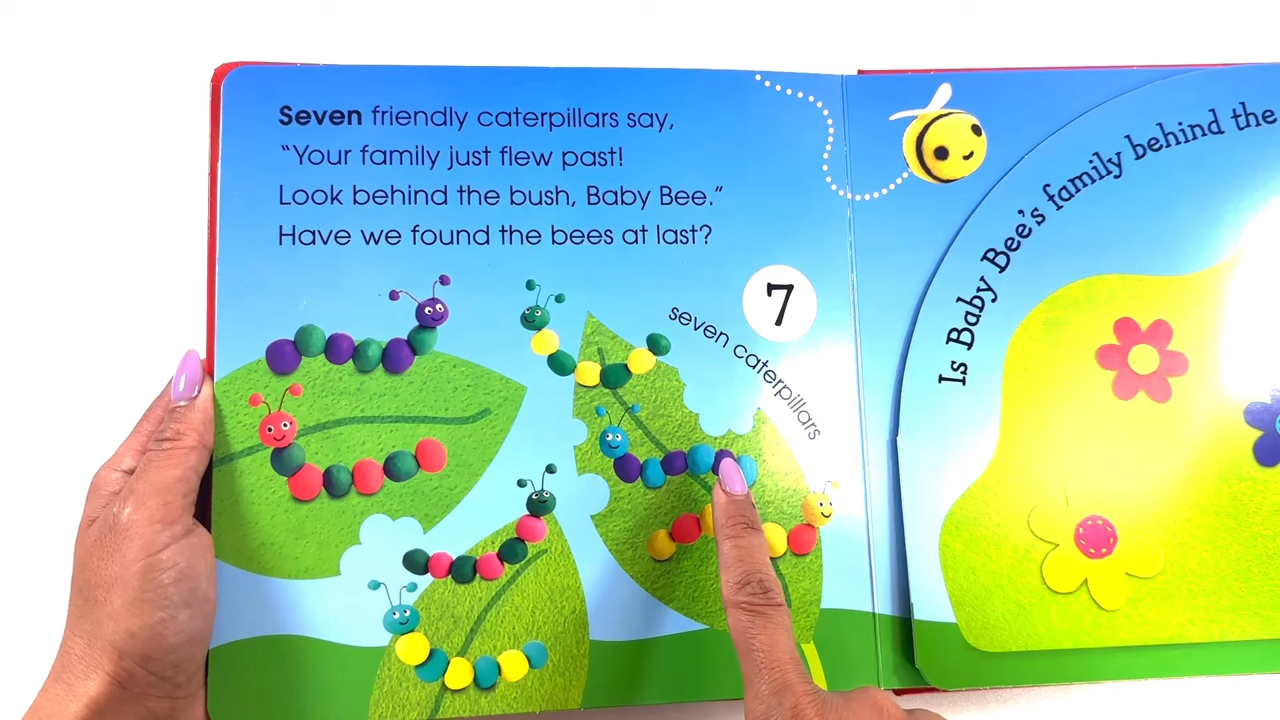 Seven friendly caterpillars say,
“Your family just flew past!
Look behind the bush, Baby Bee.”
Have we found the bees at last?
7
seven caterpillars
Is Baby Bee's family behind the